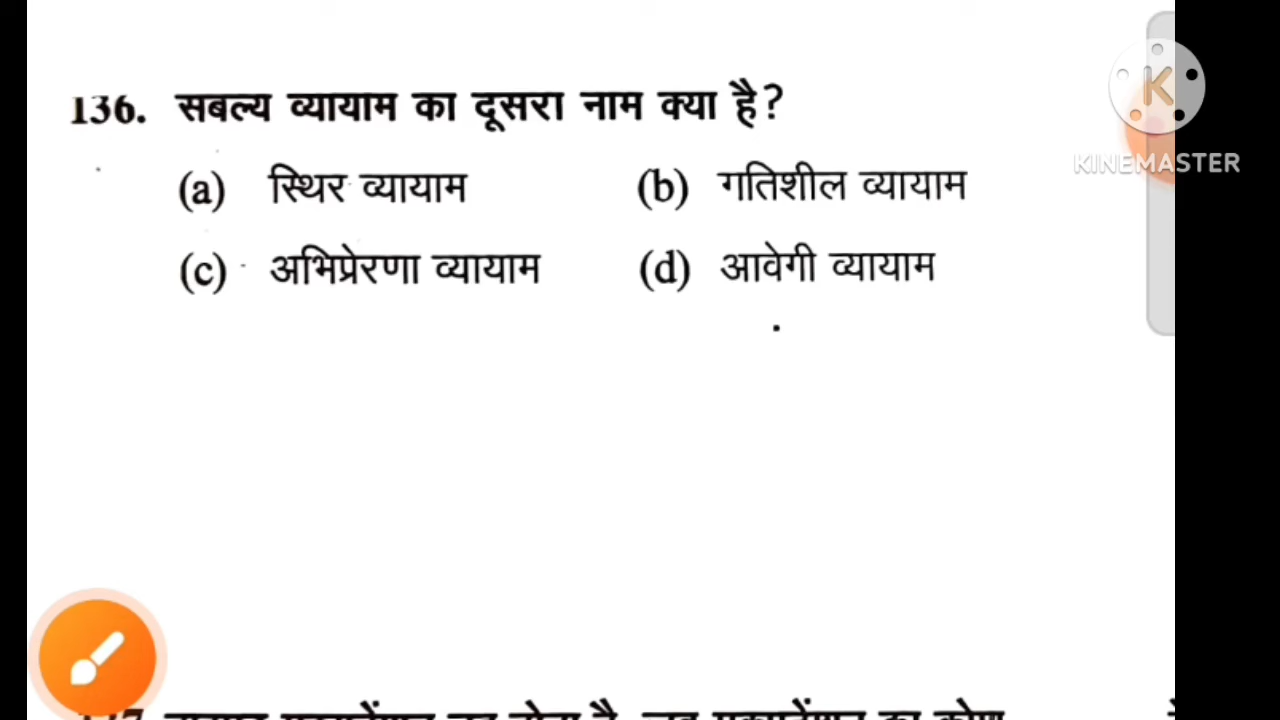 136. सबल्य व्यायाम का दूसरा नाम क्या है?
(a) स्थिर व्यायाम (b) गतिशील व्यायाम
(c) अभिप्रेरणा व्यायाम (d) आवेगी व्यायाम
KINEMASTER